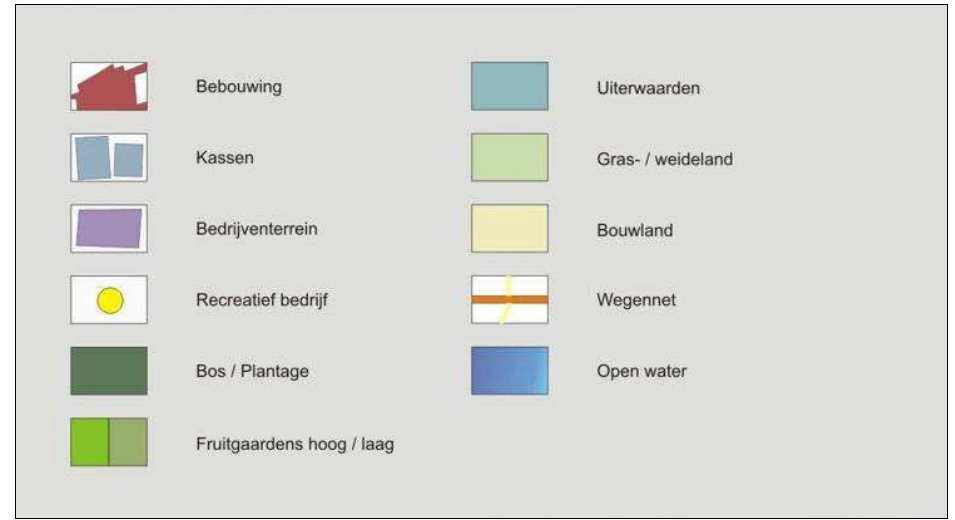 Bebouwing
Kassen
Bedrijventerrein
Recreatief bedrijf
Bos / Plantage
Fruitgaardens hoog / laag
Uiterwaarden
Gras- / weideland
Bouwland
Wegennet
Open water